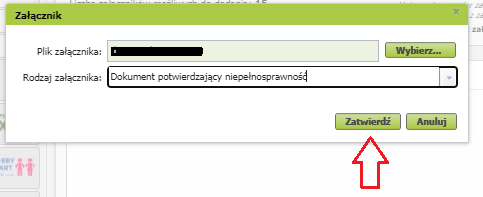 Załącznik
Plik załącznika:
Wybierz...
Rodzaj załącznika:
Dokument potwierdzający niepełnosprawność
Zatwierdź
Anuluj